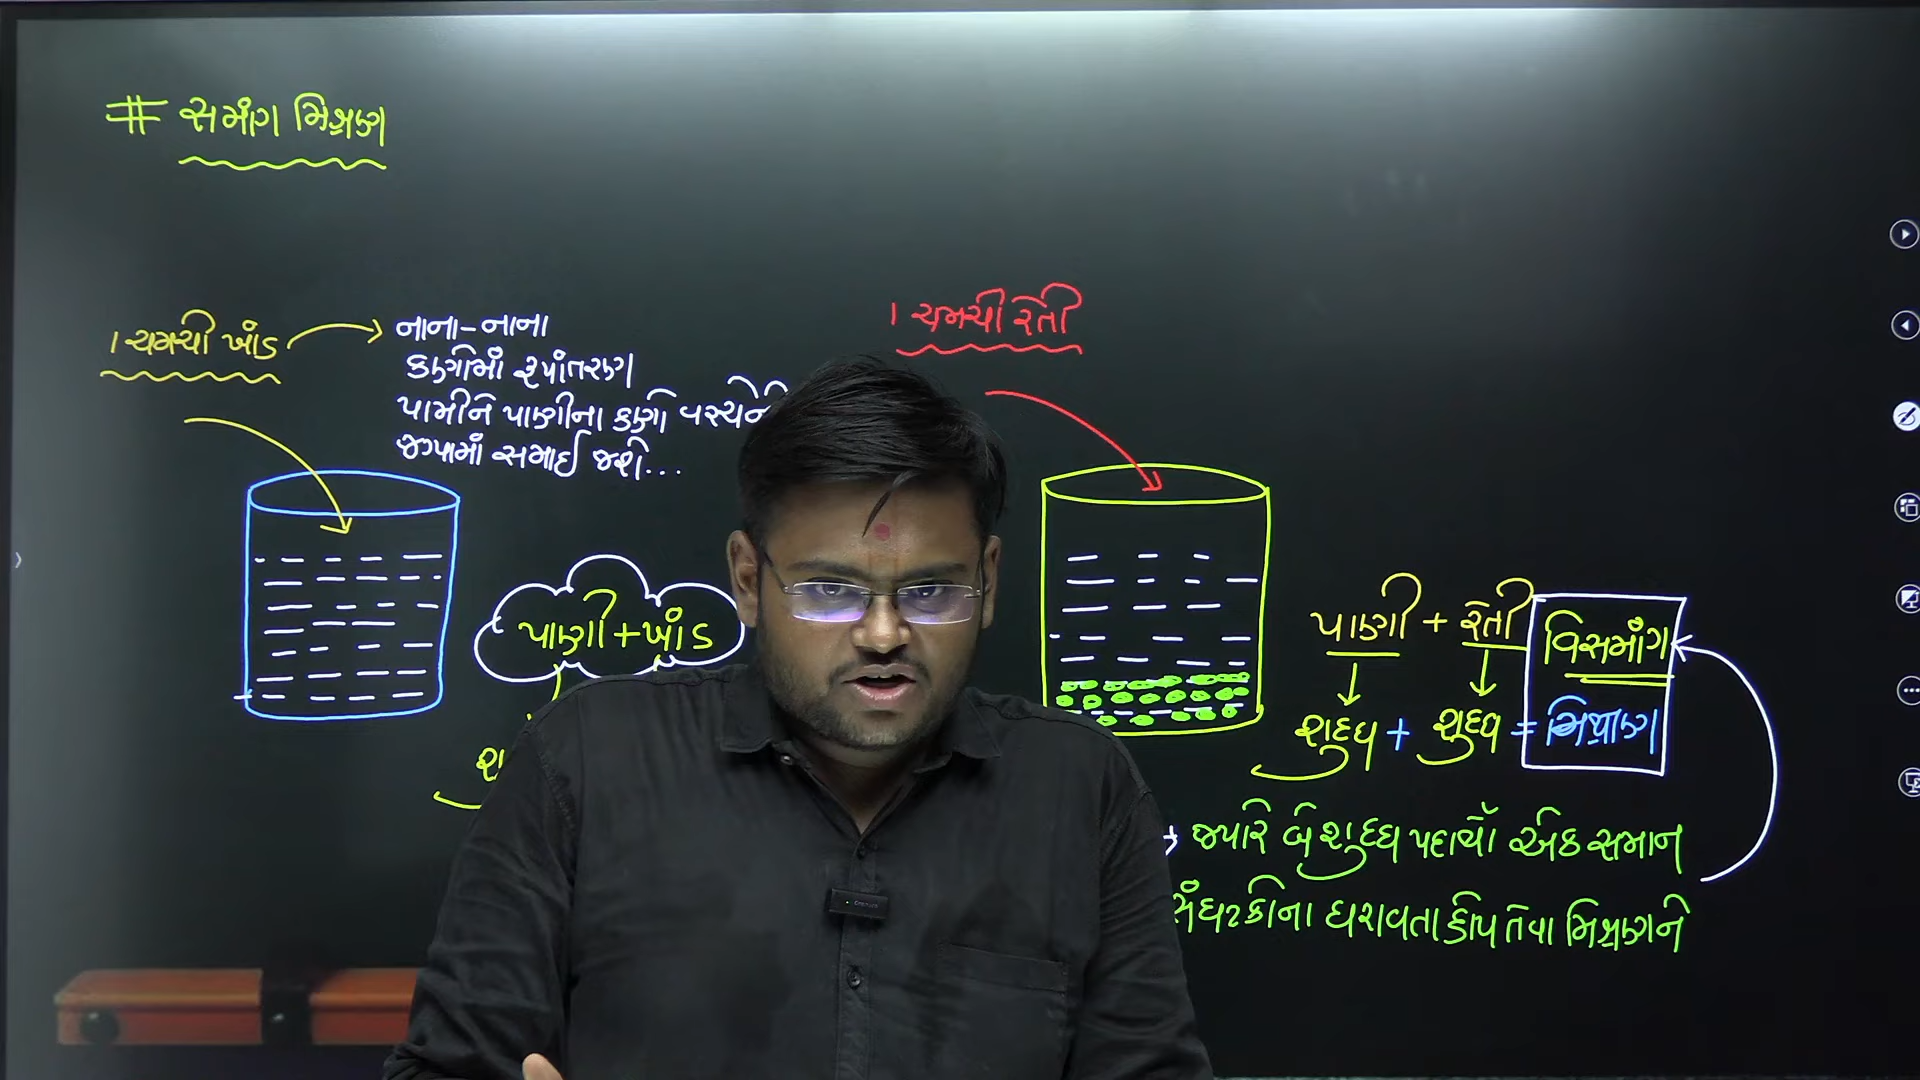 # સમાંગ મિશ્રણ
1 ચમચી ખાંડ
નાના-નાના
કણોમાં રૂપાંતરણ
પામીને પાણીના કણો વચ્ચેની
જગ્યામાં સમાઈ જશે...
1 ચમચી રેતી
પાણી + ખાંડ
પાણી + રેતી
વિસમાંગ
શુદ્ધ + શુદ્ધ = મિશ્રણ
જ્યારે બે શુદ્ધ પદાર્થો એક સમાન
સંઘટકોના ધરાવતા હોય તેવા મિશ્રણને